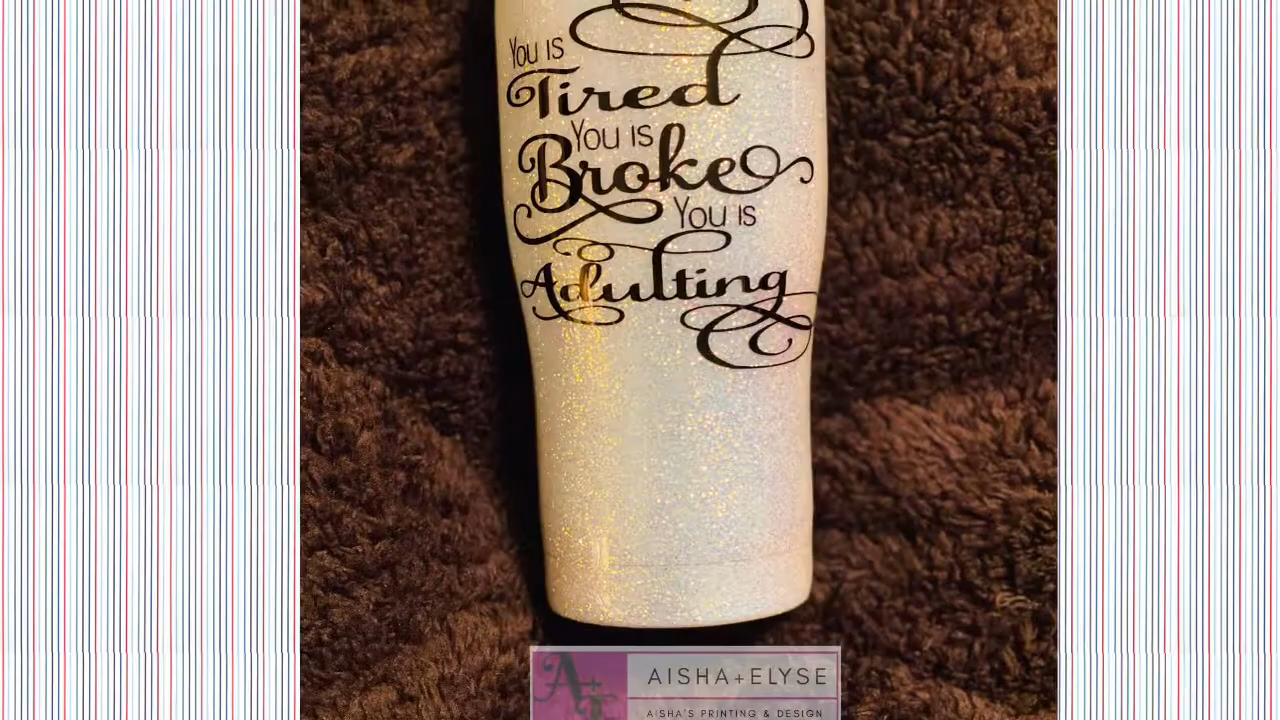 You is
Tired
You is
Broke
You is
Adulting
A+E
AISHA+ELYSE
AISHA'S PRINTING & DESIGN